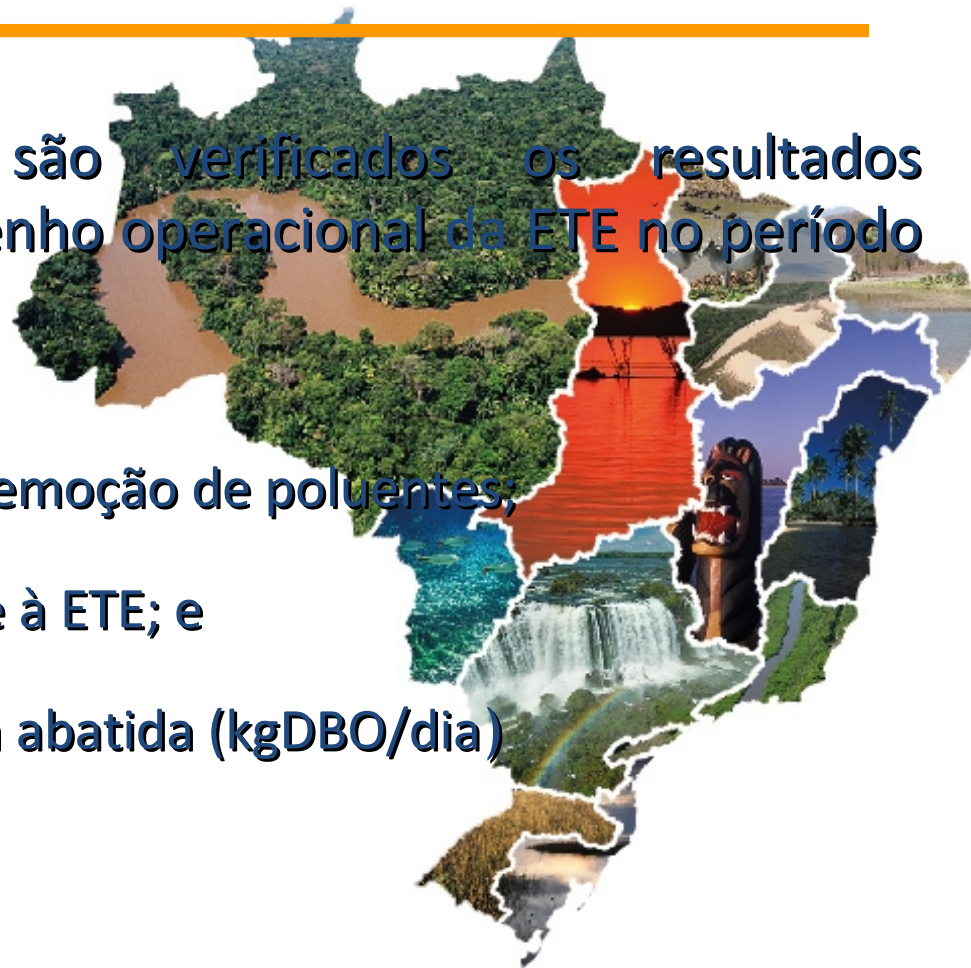 são verificados os resultados
enho operacional da ETE no período
emoção de poluentes;
e à ETE; e
a abatida (kgDBO/dia)